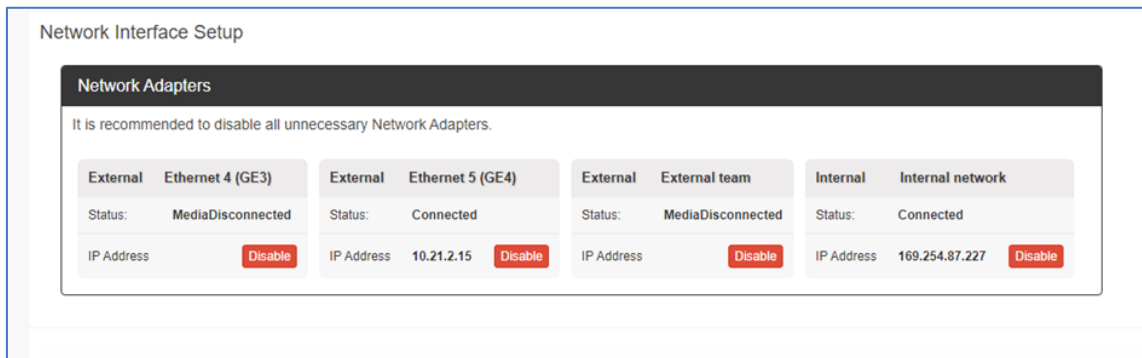 Network Interface Setup
Network Adapters
It is recommended to disable all unnecessary Network Adapters.
External Ethernet 4 (GE3)
Status: MediaDisconnected
IP Address Disable
External Ethernet 5 (GE4)
Status: Connected
IP Address 10.21.2.15 Disable
External External team
Status: MediaDisconnected
IP Address Disable
Internal Internal network
Status: Connected
IP Address 169.254.87.227 Disable